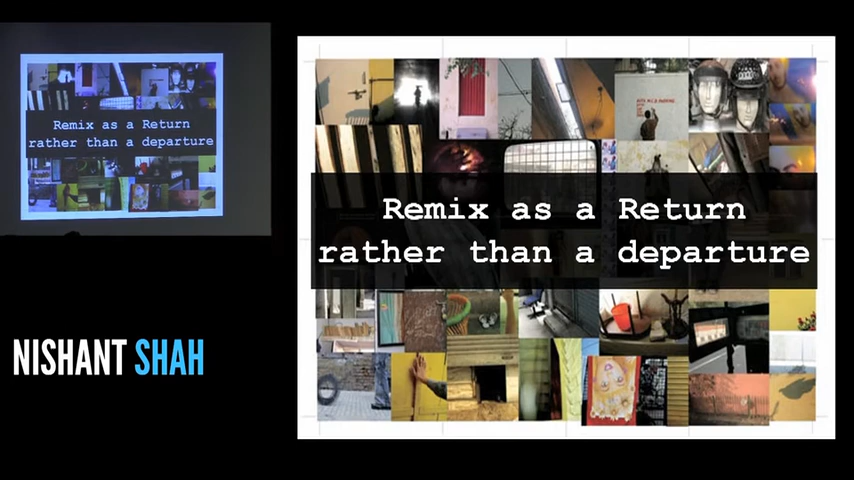 Remix as a Return
rather than a departure
Remix as a Return
rather than a departure
NISHANT SHAH